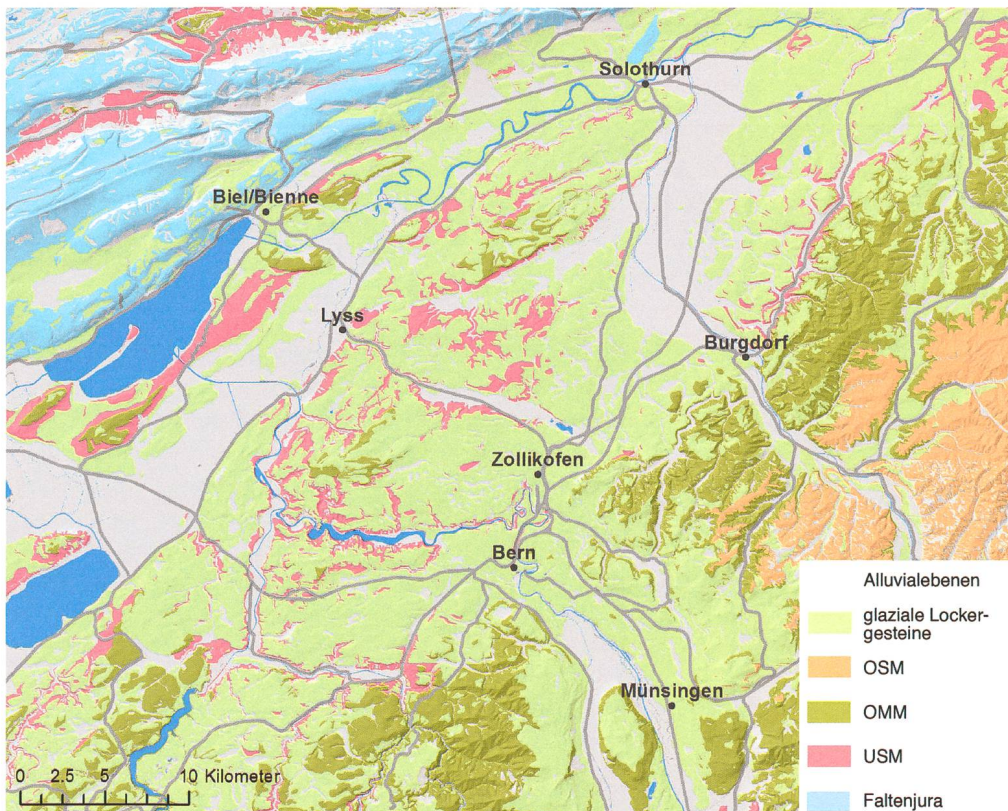 Solothurn
Biel/Bienne
Lyss
Burgdorf
Zollikofen
Bern
Münsingen
Alluvialebenen
glaziale Locker-
gesteine
OSM
OMM
USM
Faltenjura
0 2.5 5 10 Kilometer